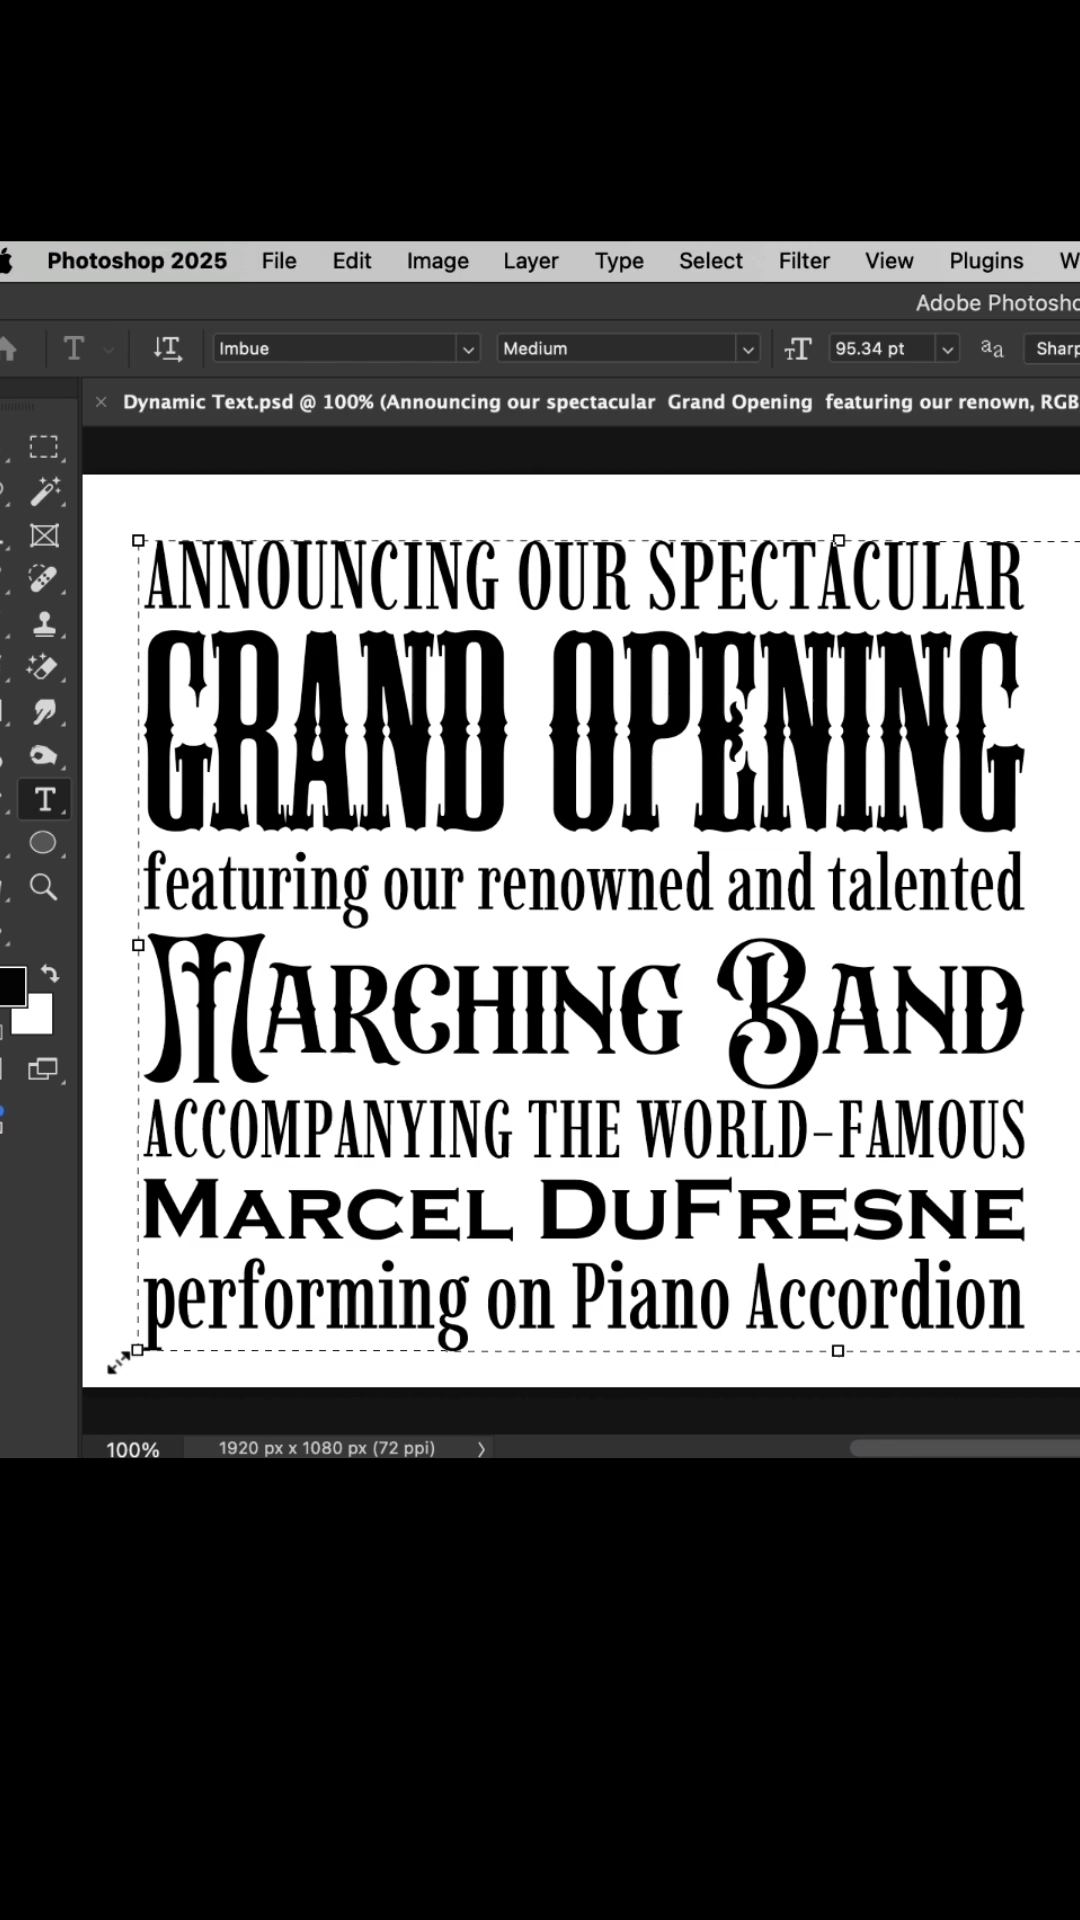 Photoshop 2025 File Edit Image Layer Type Select Filter View Plugins W
Adobe Photosho
T Imbue Medium 95.34 pt Sharp
× Dynamic Text.psd @ 100% (Announcing our spectacular Grand Opening featuring our renown, RGB
ANNOUNCING OUR SPECTACULAR
GRAND OPENING
featuring our renowned and talented
MARCHING BAND
ACCOMPANYING THE WORLD-FAMOUS
MARCEL DUFRESNE
performing on Piano Accordion
100% 1920 px x 1080 px (72 ppi)